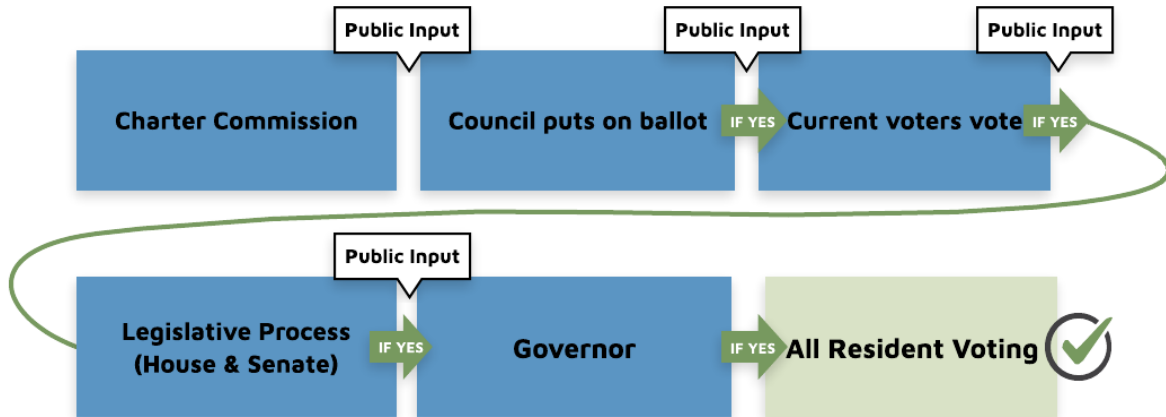 Public Input
Public Input
Public Input
Charter Commission
Council puts on ballot
IF YES
Current voters vote
IF YES
Public Input
Legislative Process
(House & Senate)
IF YES
Governor
IF YES
All Resident Voting